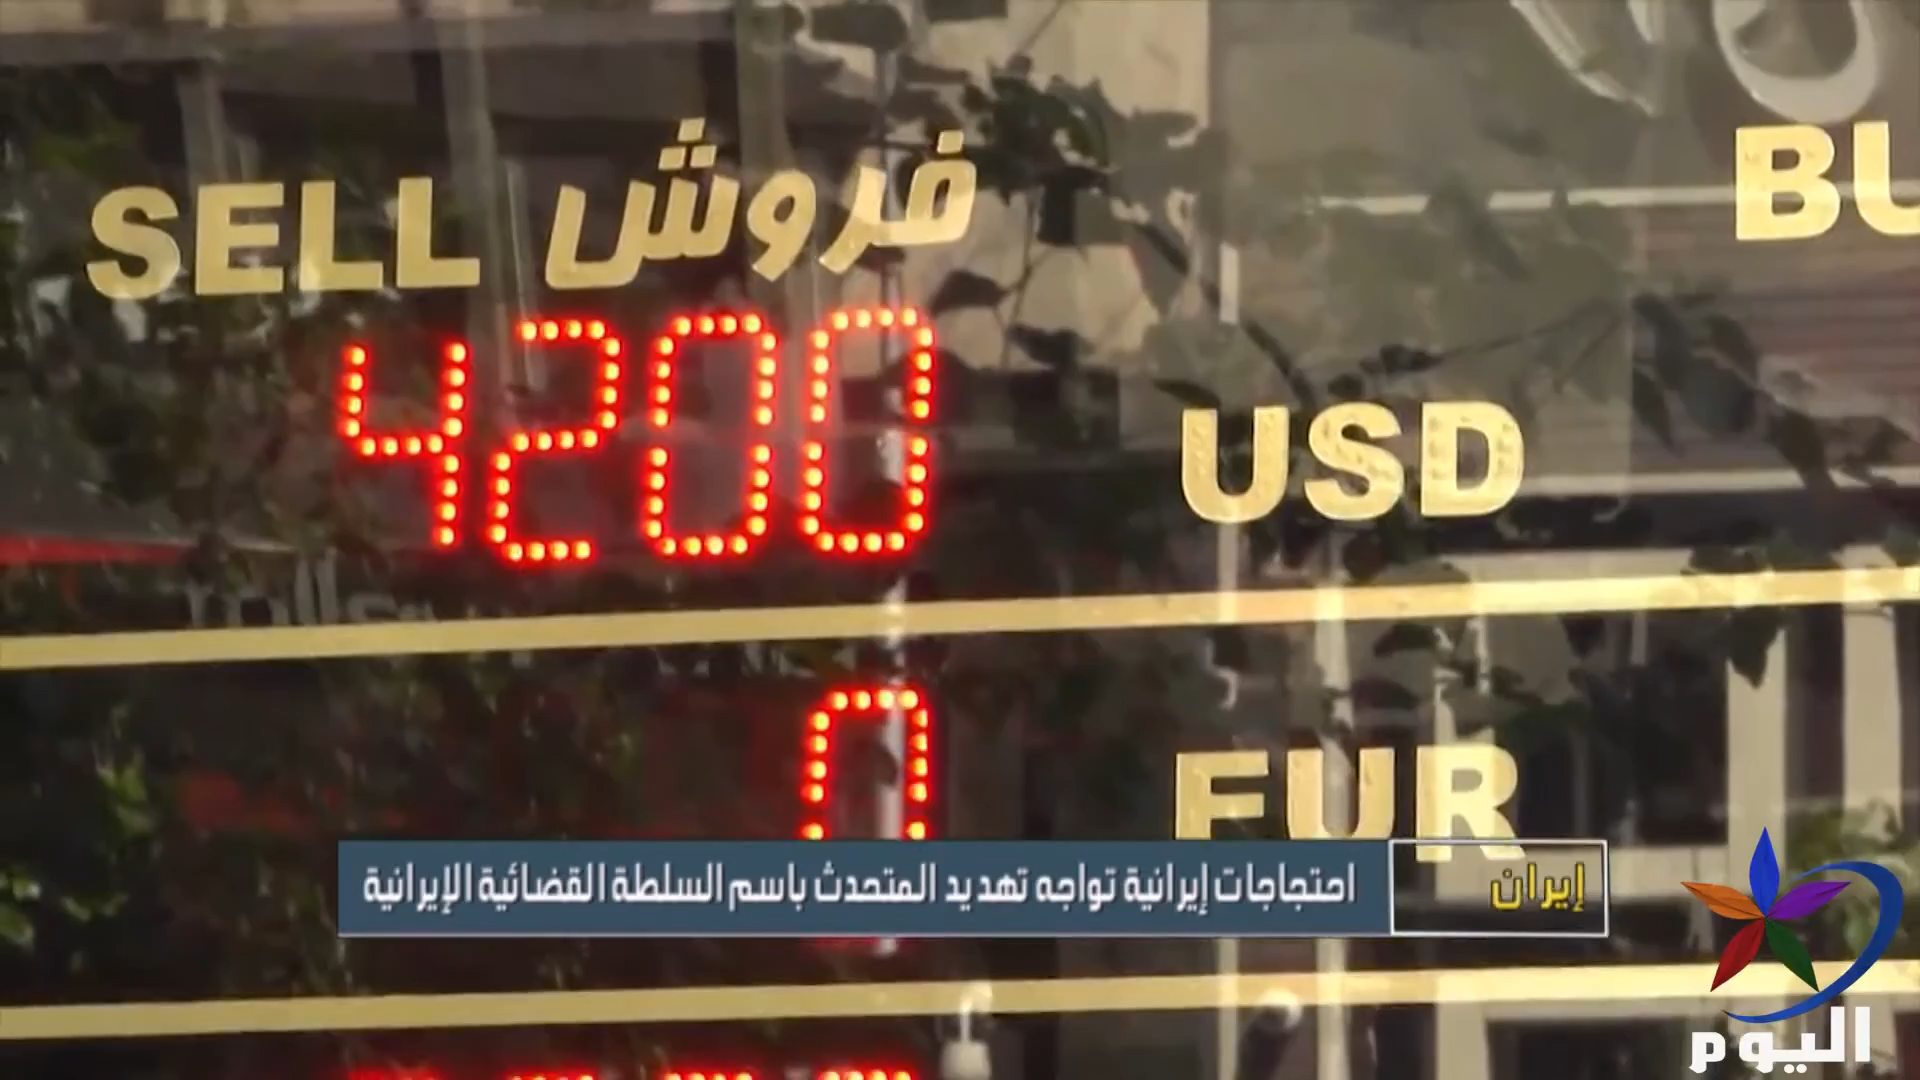 SELL فروش
BU
4200 USD
0 EUR
إيران
احتجاجات إيرانية تواجه تهديد المتحدث باسم السلطة القضائية الإيرانية
اليوم